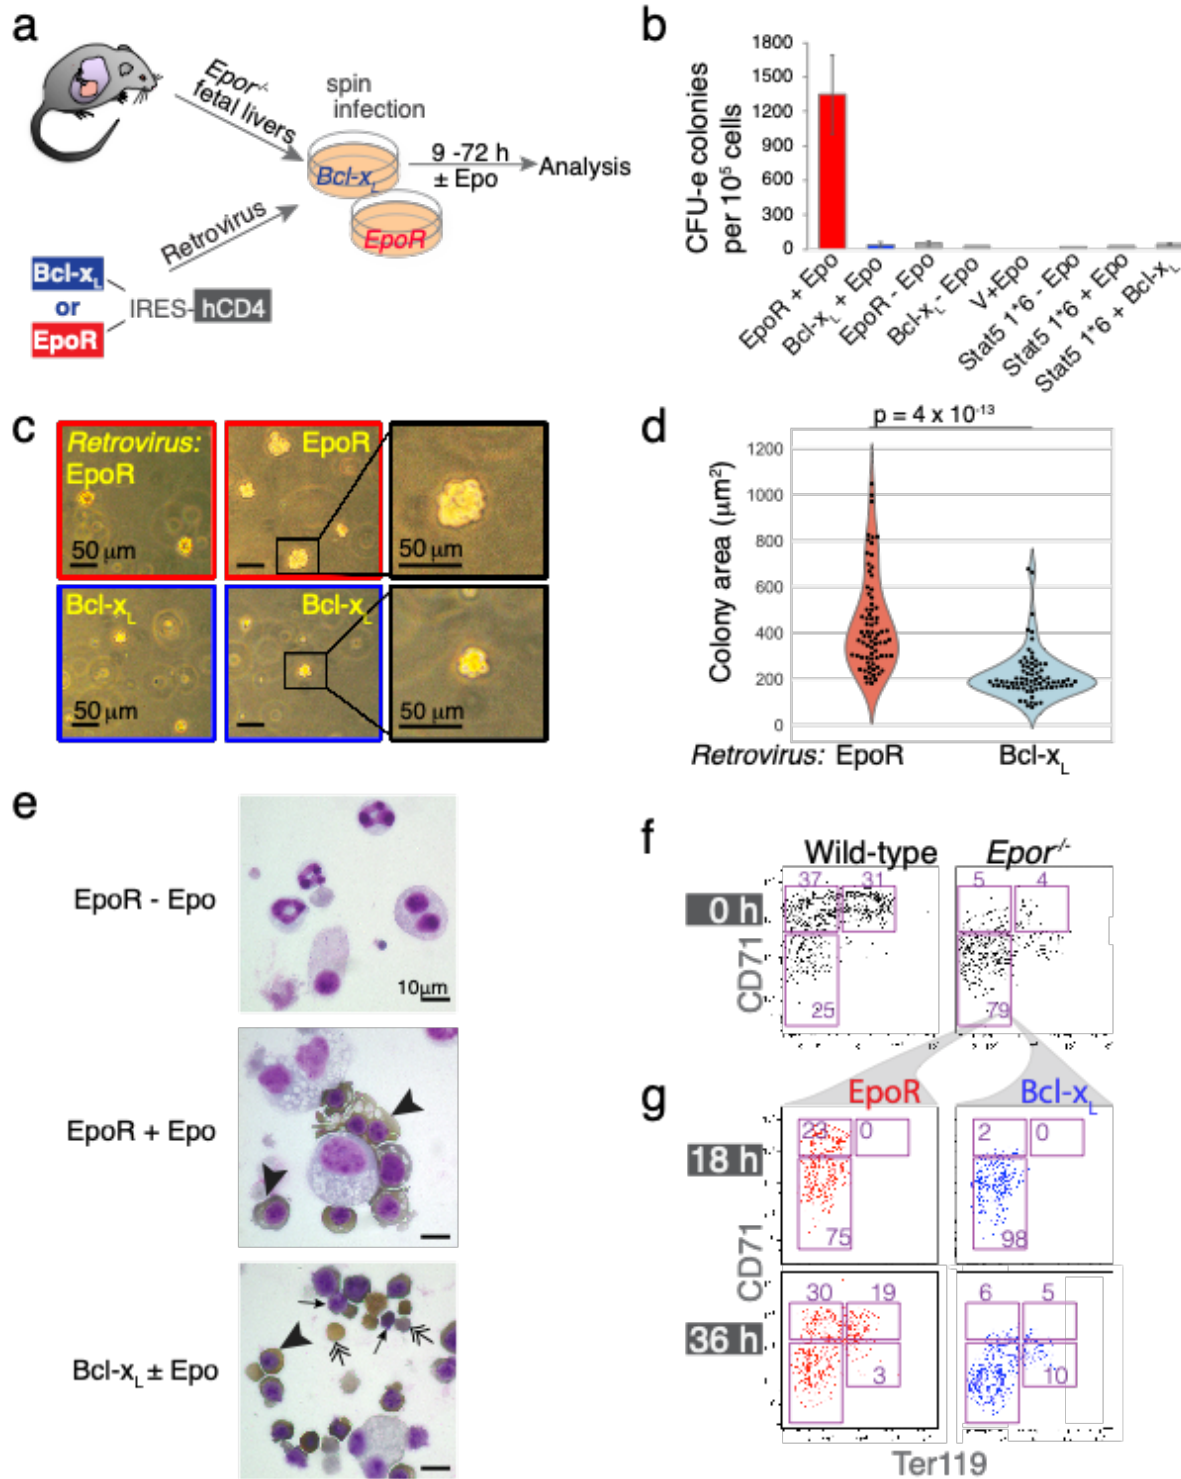 a
Epor-/-
fetal livers
spin
infection
Bcl-xL
EpoR
9 -72 h
± Epo
Analysis
Retrovirus
Bcl-xL
or
EpoR
IRES-hCD4
b
CFU-e colonies
per 10⁵ cells
1800
1500
1200
900
600
300
0
EpoR + Epo
Bcl-xL + Epo
EpoR - Epo
Bcl-xL - Epo
V+Epo
Stat5 1*6 - Epo
Stat5 1*6 + Epo
Stat5 1*6 + Bcl-xL
c
Retrovirus:
EpoR
50 μm
EpoR
50 μm
Bcl-xL
50 μm
Bcl-xL
50 μm
d
p = 4 x 10⁻¹³
Colony area (μm²)
1200
1000
800
600
400
200
0
Retrovirus: EpoR
Bcl-xL
e
EpoR - Epo
10μm
EpoR + Epo
Bcl-xL ± Epo
f
Wild-type
Epor-/-
0 h
CD71
37
31
25
5
4
79
g
EpoR
Bcl-xL
18 h
23
0
75
2
0
98
CD71
36 h
30
19
3
6
5
10
Ter119